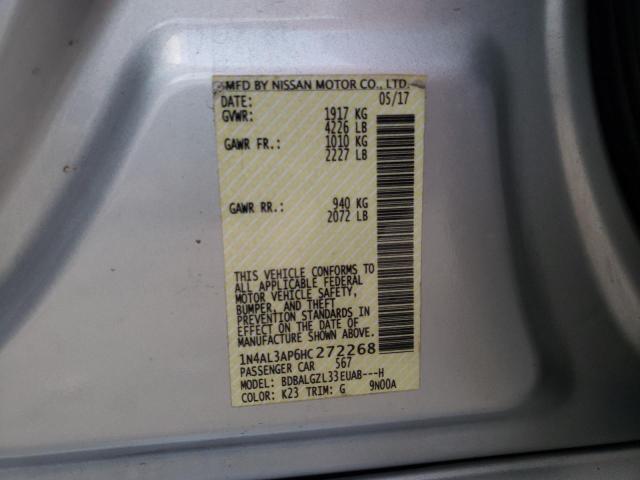 MFD BY NISSAN MOTOR CO., LTD.
DATE: 05/17
GVWR: 1917 KG
4226 LB
GAWR FR.: 1010 KG
2227 LB
GAWR RR.: 940 KG
2072 LB
THIS VEHICLE CONFORMS TO
ALL APPLICABLE FEDERAL
MOTOR VEHICLE SAFETY,
BUMPER, AND THEFT
PREVENTION STANDARDS IN
EFFECT ON THE DATE OF
MANUFACTURE SHOWN ABOVE.
1N4AL3AP6HC272268
PASSENGER CAR 567
MODEL: BDBALGZL33EUAB---H
COLOR: K23 TRIM: G 9N00A